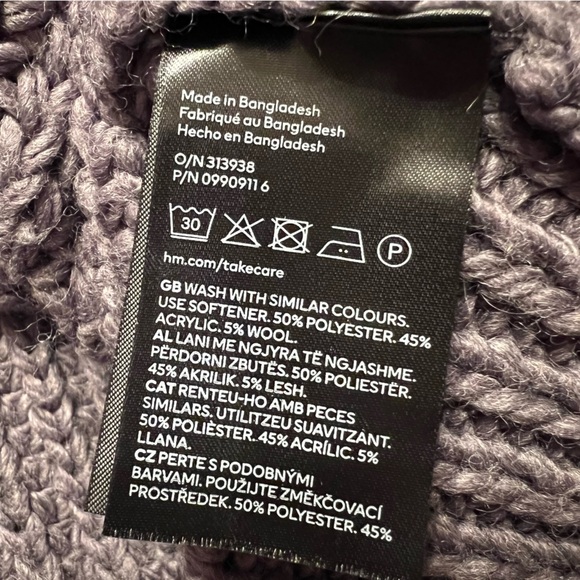 Made in Bangladesh
Fabriqué au Bangladesh
Hecho en Bangladesh
O/N 313938
P/N 0990911 6
30
P
hm.com/takecare
GB WASH WITH SIMILAR COLOURS.
USE SOFTENER. 50% POLYESTER. 45%
ACRYLIC. 5% WOOL.
AL LANI ME NGJYRA TË NGJASHME.
PËRDORNI ZBUTËS. 50% POLIESTËR.
45% AKRILIK. 5% LESH.
CAT RENTEU-HO AMB PECES
SIMILARS. UTILITZEU SUAVITZANT.
50% POLIÈSTER. 45% ACRÍLIC. 5%
LLANA.
CZ PERTE S PODOBNÝMI
BARVAMI. POUŽIJTE ZMĚKČOVACÍ
PROSTŘEDEK. 50% POLYESTER. 45%